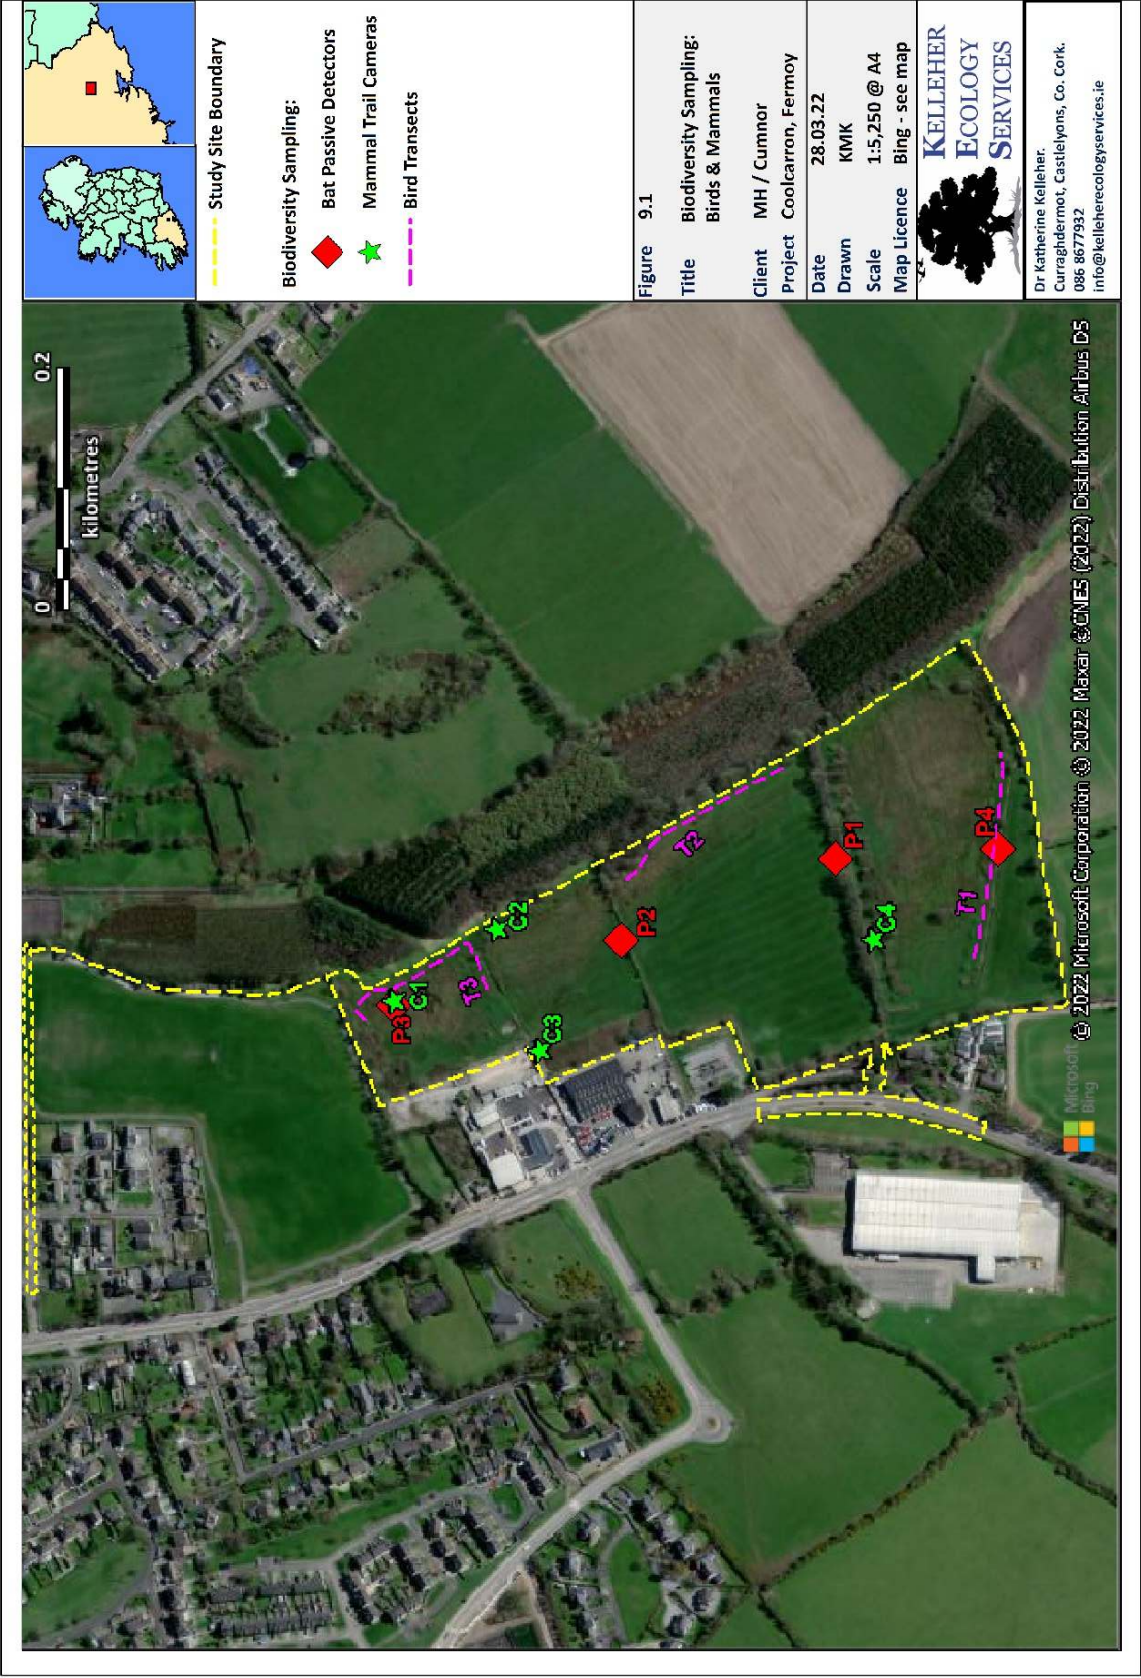 Study Site Boundary
Biodiversity Sampling:
Bat Passive Detectors
Mammal Trail Cameras
Bird Transects
Figure 9.1
Title Biodiversity Sampling:
Birds & Mammals
Client MH / Cumnor
Project Coolcarron, Fermoy
Date 28.03.22
Drawn KMK
Scale 1:5,250 @ A4
Map Licence Bing - see map
KELLEHER
ECOLOGY
SERVICES
Dr Katherine Kelleher.
Curraghdermot, Castlelyons, Co. Cork.
086 8677932
info@kelleherecologyservices.ie
0 0.2
kilometres
P3
C1
T3
C2
C3
P2
T2
P1
C4
T1
P4
Microsoft
Bing
© 2022 Microsoft Corporation © 2022 Maxar ©CNES (2022) Distribution Airbus DS